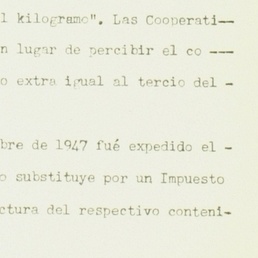 l kilogramo". Las Cooperati--
n lugar de percibir el co ---
o extra igual al tercio del -
bre de 1947 fué expedido el -
o substituye por un Impuesto
ctura del respectivo conteni-